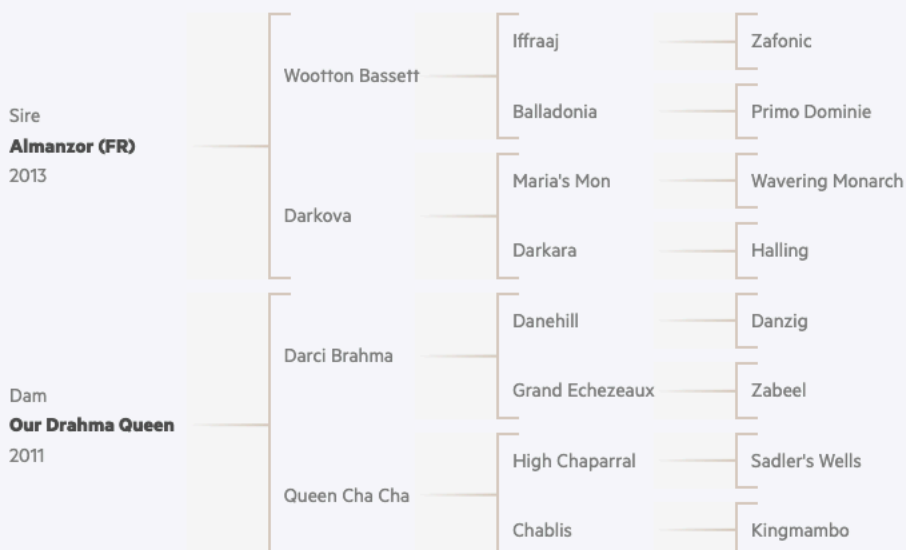 Sire
Almanzor (FR)
2013
Wootton Bassett
Darkova
Iffraaj
Balladonia
Maria's Mon
Darkara
Zafonic
Primo Dominie
Wavering Monarch
Halling
Dam
Our Drahma Queen
2011
Darci Brahma
Queen Cha Cha
Danehill
Grand Echezeaux
High Chaparral
Chablis
Danzig
Zabeel
Sadler's Wells
Kingmambo